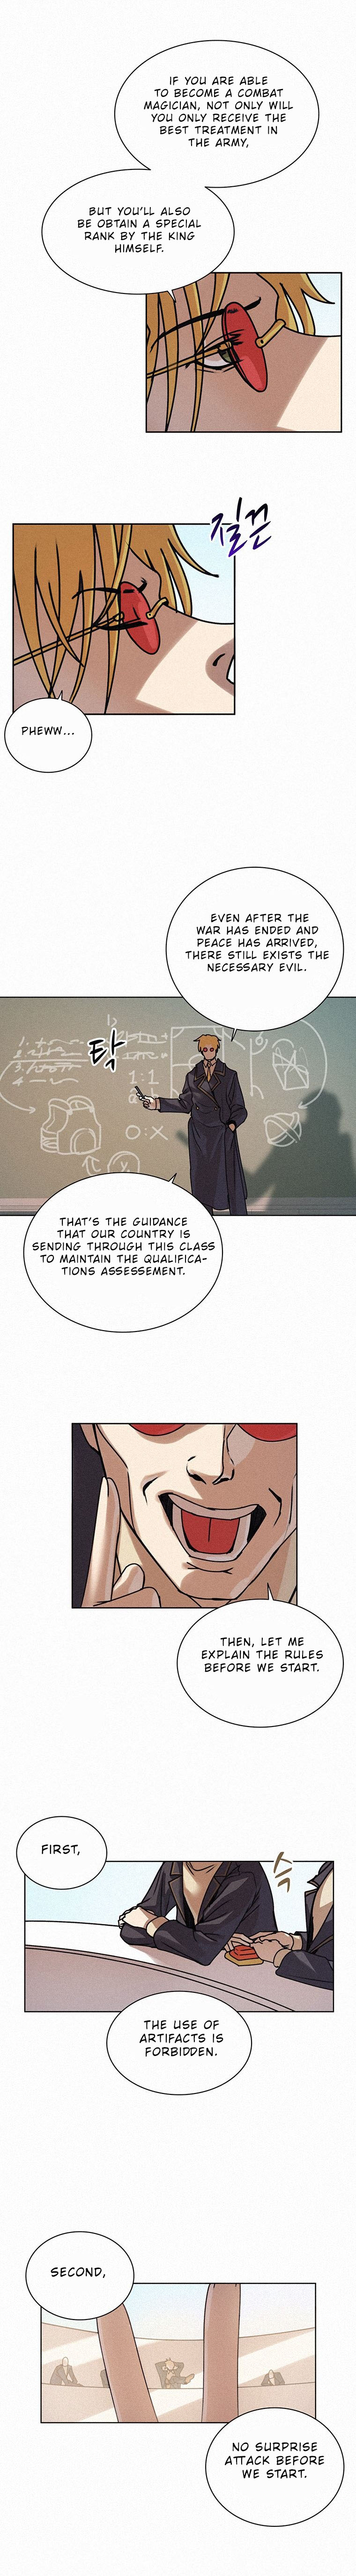 IF YOU ARE ABLE
TO BECOME A COMBAT
MAGICIAN, NOT ONLY WILL
YOU ONLY RECEIVE THE
BEST TREATMENT IN
THE ARMY,
BUT YOU'LL ALSO
BE OBTAIN A SPECIAL
RANK BY THE KING
HIMSELF.
질끈
PHEWW...
EVEN AFTER THE
WAR HAS ENDED AND
PEACE HAS ARRIVED,
THERE STILL EXISTS THE
NECESSARY EVIL.
탁
1:1
O:X
THAT'S THE GUIDANCE
THAT OUR COUNTRY IS
SENDING THROUGH THIS CLASS
TO MAINTAIN THE QUALIFICA-
TIONS ASSESSEMENT.
THEN, LET ME
EXPLAIN THE RULES
BEFORE WE START.
FIRST,
스
THE USE OF
ARTIFACTS IS
FORBIDDEN.
SECOND,
NO SURPRISE
ATTACK BEFORE
WE START.